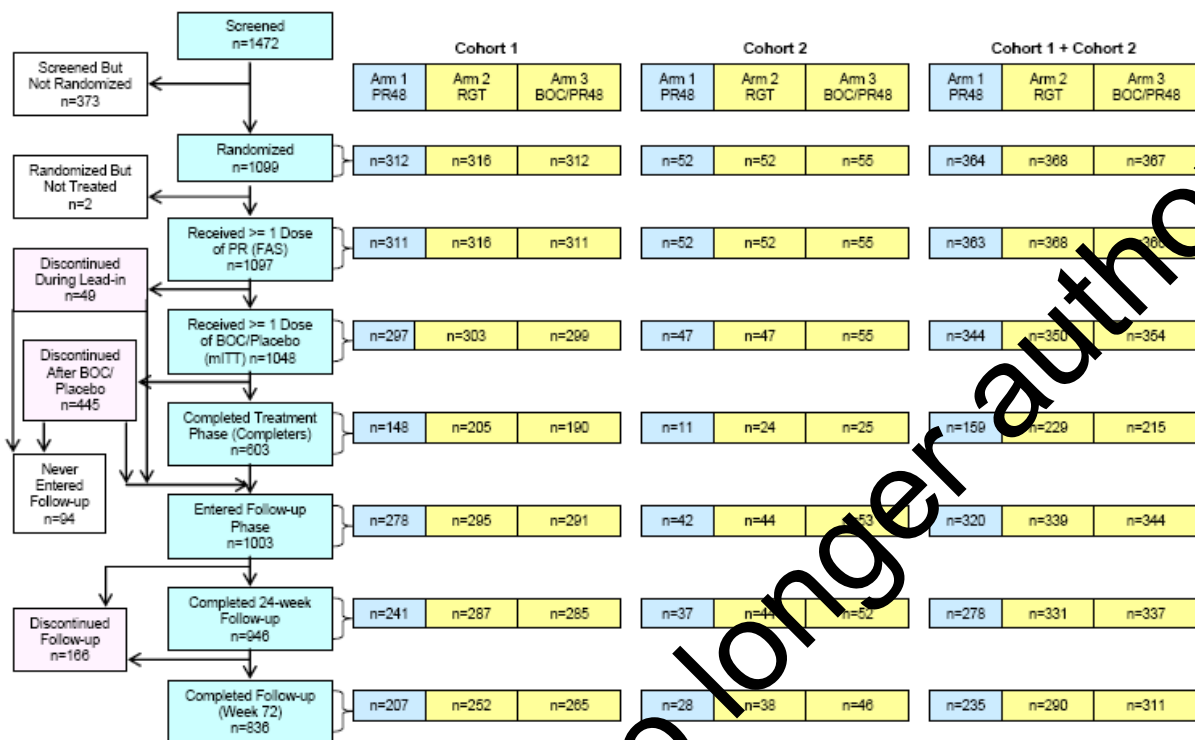 Screened
n=1472
Cohort 1
Cohort 2
Cohort 1 + Cohort 2
Screened But
Not Randomized
n=373
Arm 1
PR48
Arm 2
RGT
Arm 3
BOC/PR48
Arm 1
PR48
Arm 2
RGT
Arm 3
BOC/PR48
Arm 1
PR48
Arm 2
RGT
Arm 3
BOC/PR48
Randomized
n=1099
n=312 n=316 n=312 n=52 n=52 n=55 n=364 n=368 n=367
Randomized But
Not Treated
n=2
Received >= 1 Dose
of PR (FAS)
n=1097
n=311 n=316 n=311 n=52 n=52 n=55 n=363 n=368
Discontinued
During Lead-in
n=49
Received >= 1 Dose
of BOC/Placebo
(mITT) n=1048
n=297 n=303 n=299 n=47 n=47 n=55 n=344 n=350 n=354
Discontinued
After BOC/
Placebo
n=445
Completed Treatment
Phase (Completers)
n=603
n=148 n=205 n=190 n=11 n=24 n=25 n=159 n=229 n=215
Never
Entered
Follow-up
n=94
Entered Follow-up
Phase
n=1003
n=278 n=295 n=291 n=42 n=44 n=53 n=320 n=339 n=344
Completed 24-week
Follow-up
n=946
n=241 n=287 n=285 n=37 n=44 n=52 n=278 n=331 n=337
Discontinued
Follow-up
n=166
Completed Follow-up
(Week 72)
n=836
n=207 n=252 n=265 n=28 n=38 n=46 n=235 n=290 n=311
longer